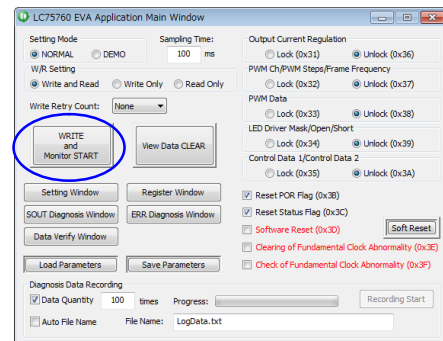 LC75760 EVA Application Main Window
Setting Mode
NORMAL DEMO
Sampling Time:
100 ms
W/R Setting
Write and Read Write Only Read Only
Write Retry Count: None
WRITE
and
Monitor START
View Data CLEAR
Setting Window Register Window
SOUT Diagnosis Window ERR Diagnosis Window
Data Verify Window
Load Parameters Save Parameters
Output Current Regulation
Lock (0x31) Unlock (0x36)
PWM Ch/PWM Steps/Frame Frequency
Lock (0x32) Unlock (0x37)
PWM Data
Lock (0x33) Unlock (0x38)
LED Driver Mask/Open/Short
Lock (0x34) Unlock (0x39)
Control Data 1/Control Data 2
Lock (0x35) Unlock (0x3A)
Reset POR Flag (0x3B)
Reset Status Flag (0x3C)
Software Reset (0x3D) Soft Reset
Clearing of Fundamental Clock Abnormality (0x3E)
Check of Fundamental Clock Abnormality (0x3F)
Diagnosis Data Recording
Data Quantity 100 times Progress: Recording Start
Auto File Name File Name: LogData.txt